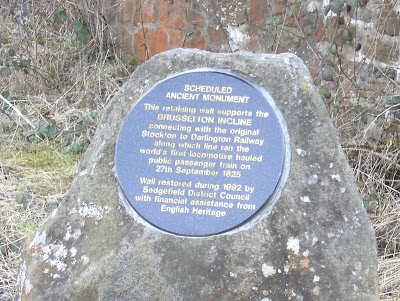 SCHEDULED
ANCIENT MONUMENT
This retaining wall supports the
BRUSSELTON INCLINE
connecting with the original
Stockton to Darlington Railway
along which line ran the
world's first locomotive hauled
public passenger train on
27th September 1825
Wall restored during 1992 by
Sedgefield District Council
with financial assistance from
English Heritage